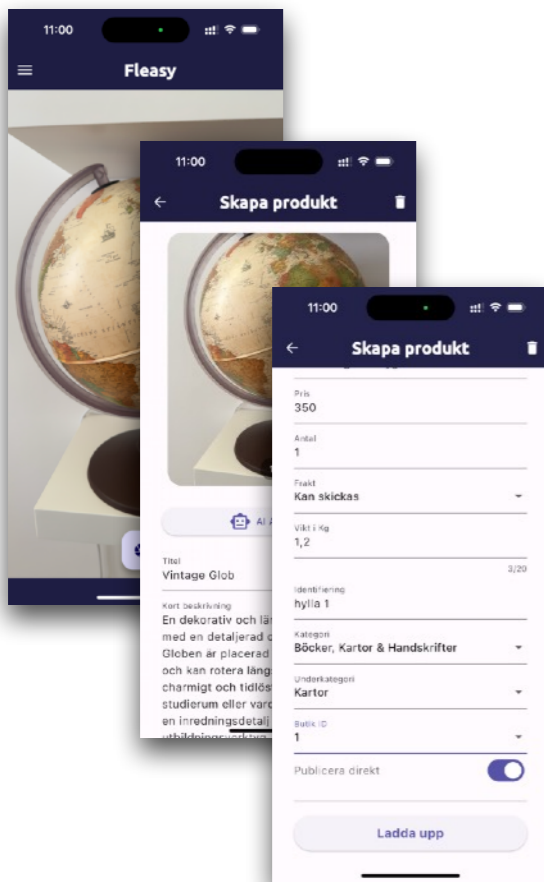 11:00
Fleasy
11:00
Skapa produkt
AI A
Titel
Vintage Glob
Kort beskrivning
En dekorativ och lä
med en detaljerad
Globen är placerad
och kan rotera läng
charmigt och tidlös
studierum eller vard
en inredningsdetalj
11:00
Skapa produkt
Pris
350
Antal
1
Frakt
Kan skickas
Vikt i Kg
1,2
3/20
Identifiering
hylla 1
Kategori
Böcker, Kartor & Handskrifter
Underkategori
Kartor
Butik ID
1
Publicera direkt
Ladda upp